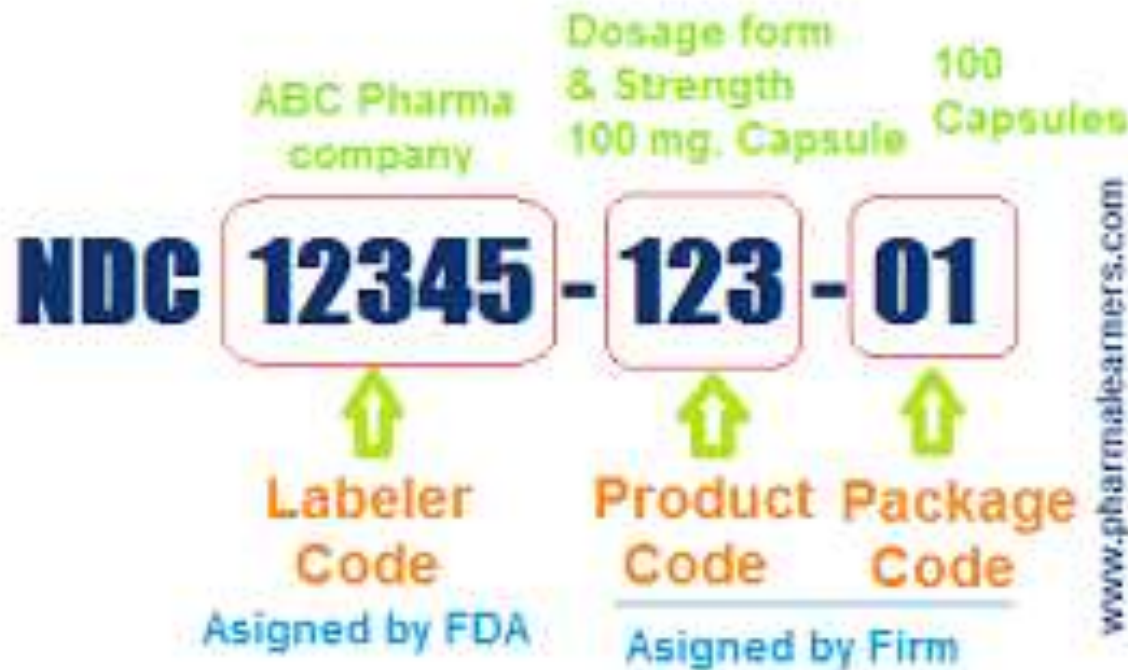 ABC Pharma
company
Dosage form
& Strength
100 mg. Capsule
100
Capsules
NDC 12345 - 123 - 01
Labeler
Code
Product
Code
Package
Code
Asigned by FDA
Asigned by Firm
www.pharmalearners.com